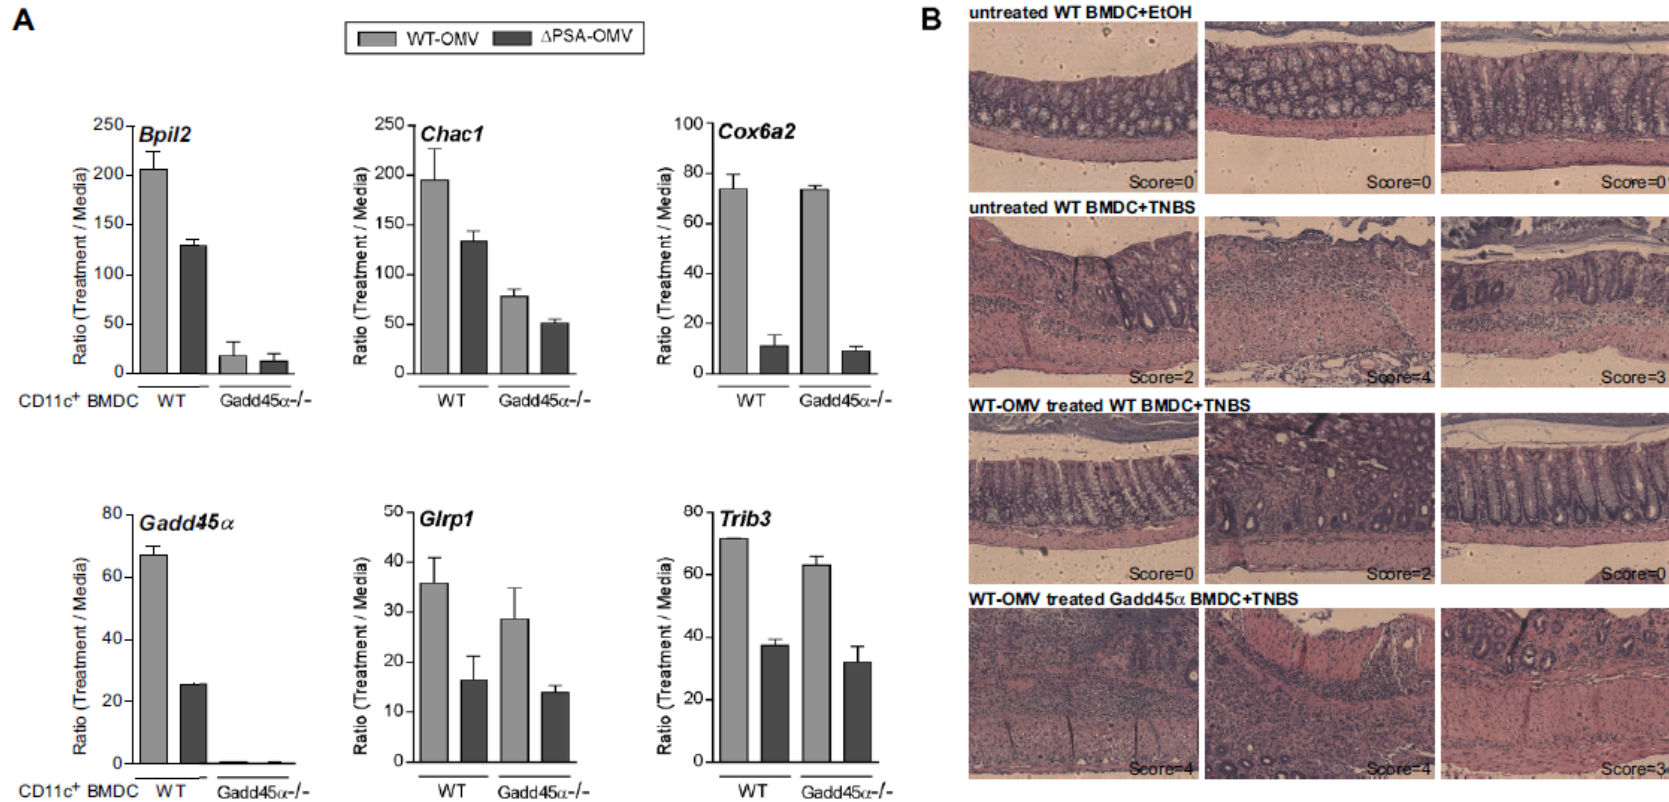 A
WT-OMV
ΔPSA-OMV
Bpil2
Ratio (Treatment / Media)
250
200
150
100
50
0
CD11c+ BMDC
WT
Gadd45α-/-
Chac1
Ratio (Treatment / Media)
250
200
150
100
50
0
WT
Gadd45α-/-
Cox6a2
Ratio (Treatment / Media)
100
80
60
40
20
0
WT
Gadd45α-/-
Gadd45α
Ratio (Treatment / Media)
80
60
40
20
0
CD11c+ BMDC
WT
Gadd45α-/-
Glrp1
Ratio (Treatment / Media)
50
40
30
20
10
0
WT
Gadd45α-/-
Trib3
Ratio (Treatment / Media)
80
60
40
20
0
WT
Gadd45α-/-
B
untreated WT BMDC+EtOH
Score=0
Score=0
Score=0
untreated WT BMDC+TNBS
Score=2
Score=4
Score=3
WT-OMV treated WT BMDC+TNBS
Score=0
Score=2
Score=0
WT-OMV treated Gadd45α BMDC+TNBS
Score=4
Score=4
Score=3